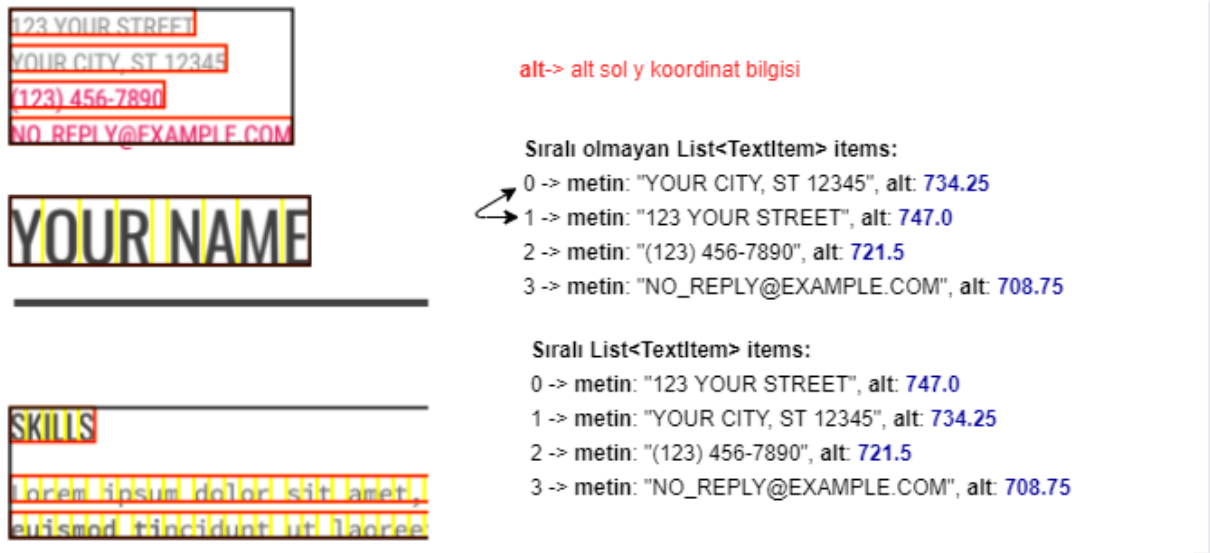 123 YOUR STREET
YOUR CITY, ST 12345
(123) 456-7890
NO_REPLY@EXAMPLE.COM
YOUR NAME
SKILLS
Lorem ipsum dolor sit amet,
euismod tincidunt ut laoree
alt-> alt sol y koordinat bilgisi
Sıralı olmayan List<TextItem> items:
0 -> metin: "YOUR CITY, ST 12345", alt: 734.25
1 -> metin: "123 YOUR STREET", alt: 747.0
2 -> metin: "(123) 456-7890", alt: 721.5
3 -> metin: "NO_REPLY@EXAMPLE.COM", alt: 708.75
Sıralı List<TextItem> items:
0 -> metin: "123 YOUR STREET", alt: 747.0
1 -> metin: "YOUR CITY, ST 12345", alt: 734.25
2 -> metin: "(123) 456-7890", alt: 721.5
3 -> metin: "NO_REPLY@EXAMPLE.COM", alt: 708.75